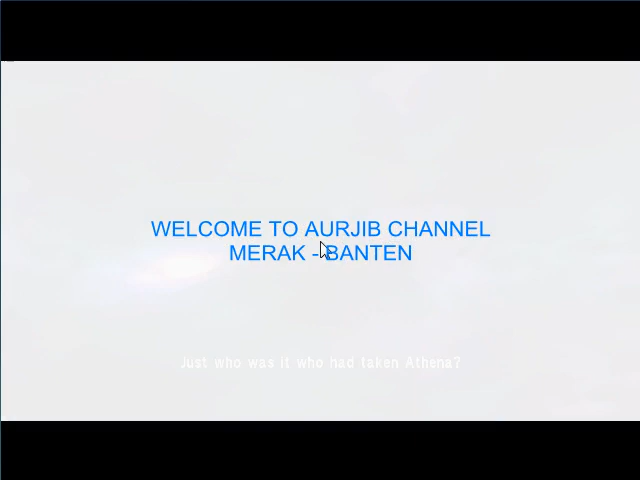 WELCOME TO AURJIB CHANNEL
MERAK - BANTEN
Just who was it who had taken Athena?